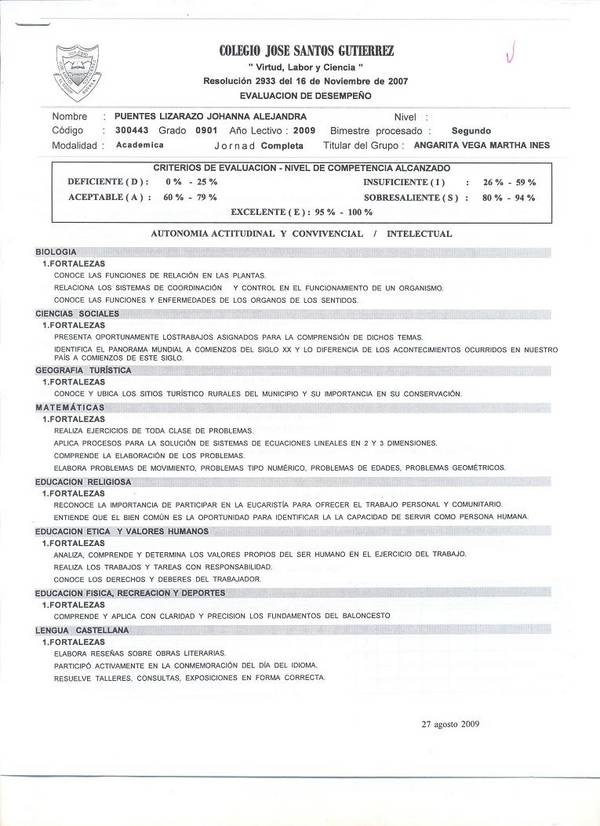 COLEGIO JOSE SANTOS GUTIERREZ
" Virtud, Labor y Ciencia "
Resolución 2933 del 16 de Noviembre de 2007
EVALUACION DE DESEMPEÑO
Nombre : PUENTES LIZARAZO JOHANNA ALEJANDRA Nivel :
Código : 300443 Grado 0901 Año Lectivo : 2009 Bimestre procesado : Segundo
Modalidad : Academica Jornad Completa Titular del Grupo : ANGARITA VEGA MARTHA INES
CRITERIOS DE EVALUACION - NIVEL DE COMPETENCIA ALCANZADO
DEFICIENTE ( D ) : 0 % - 25 % INSUFICIENTE ( I ) : 26 % - 59 %
ACEPTABLE ( A ) : 60 % - 79 % SOBRESALIENTE ( S ) : 80 % - 94 %
EXCELENTE ( E ) : 95 % - 100 %
AUTONOMIA ACTITUDINAL Y CONVIVENCIAL / INTELECTUAL
BIOLOGIA
1.FORTALEZAS
CONOCE LAS FUNCIONES DE RELACIÓN EN LAS PLANTAS.
RELACIONA LOS SISTEMAS DE COORDINACIÓN Y CONTROL EN EL FUNCIONAMIENTO DE UN ORGANISMO.
CONOCE LAS FUNCIONES Y ENFERMEDADES DE LOS ORGANOS DE LOS SENTIDOS.
CIENCIAS SOCIALES
1.FORTALEZAS
PRESENTA OPORTUNAMENTE LOSTRABAJOS ASIGNADOS PARA LA COMPRENSIÓN DE DICHOS TEMAS.
IDENTIFICA EL PANORAMA MUNDIAL A COMIENZOS DEL SIGLO XX Y LO DIFERENCIA DE LOS ACONTECIMIENTOS OCURRIDOS EN NUESTRO
PAÍS A COMIENZOS DE ESTE SIGLO.
GEOGRAFIA TURÍSTICA
1.FORTALEZAS
CONOCE Y UBICA LOS SITIOS TURÍSTICO RURALES DEL MUNICIPIO Y SU IMPORTANCIA EN SU CONSERVACIÓN.
MATEMÁTICAS
1.FORTALEZAS
REALIZA EJERCICIOS DE TODA CLASE DE PROBLEMAS.
APLICA PROCESOS PARA LA SOLUCIÓN DE SISTEMAS DE ECUACIONES LINEALES EN 2 Y 3 DIMENSIONES.
COMPRENDE LA ELABORACIÓN DE LOS PROBLEMAS.
ELABORA PROBLEMAS DE MOVIMIENTO, PROBLEMAS TIPO NUMÉRICO, PROBLEMAS DE EDADES, PROBLEMAS GEOMÉTRICOS.
EDUCACION RELIGIOSA
1.FORTALEZAS
RECONOCE LA IMPORTANCIA DE PARTICIPAR EN LA EUCARISTÍA PARA OFRECER EL TRABAJO PERSONAL Y COMUNITARIO.
ENTIENDE QUE EL BIEN COMÚN ES LA OPORTUNIDAD PARA IDENTIFICAR LA LA CAPACIDAD DE SERVIR COMO PERSONA HUMANA.
EDUCACION ETICA Y VALORES HUMANOS
1.FORTALEZAS
ANALIZA, COMPRENDE Y DETERMINA LOS VALORES PROPIOS DEL SER HUMANO EN EL EJERCICIO DEL TRABAJO.
REALIZA LOS TRABAJOS Y TAREAS CON RESPONSABILIDAD.
CONOCE LOS DERECHOS Y DEBERES DEL TRABAJADOR.
EDUCACION FISICA, RECREACION Y DEPORTES
1.FORTALEZAS
COMPRENDE Y APLICA CON CLARIDAD Y PRECISION LOS FUNDAMENTOS DEL BALONCESTO
LENGUA CASTELLANA
1.FORTALEZAS
ELABORA RESEÑAS SOBRE OBRAS LITERARIAS.
PARTICIPÓ ACTIVAMENTE EN LA CONMEMORACIÓN DEL DÍA DEL IDIOMA.
RESUELVE TALLERES, CONSULTAS, EXPOSICIONES EN FORMA CORRECTA.
27 agosto 2009